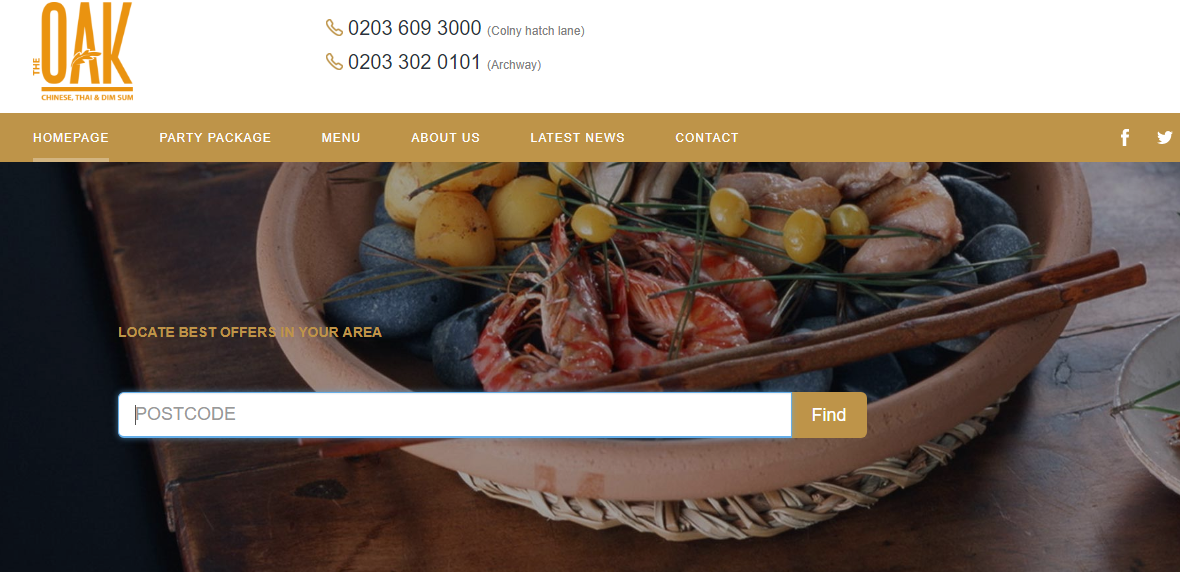 THE OAK
CHINESE, THAI & DIM SUM
0203 609 3000 (Colny hatch lane)
0203 302 0101 (Archway)
HOMEPAGE PARTY PACKAGE MENU ABOUT US LATEST NEWS CONTACT
LOCATE BEST OFFERS IN YOUR AREA
POSTCODE Find